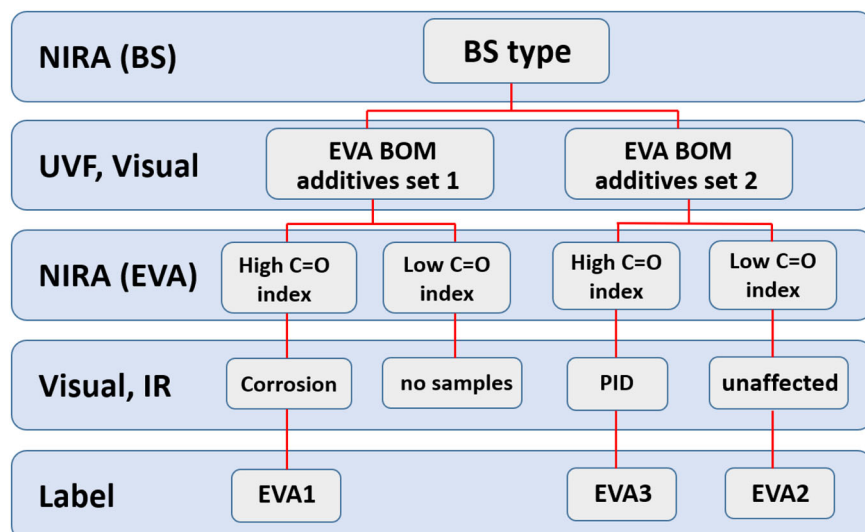 NIRA (BS)
BS type
UVF, Visual
EVA BOM
additives set 1
EVA BOM
additives set 2
NIRA (EVA)
High C=O
index
Low C=O
index
High C=O
index
Low C=O
index
Visual, IR
Corrosion
no samples
PID
unaffected
Label
EVA1
EVA3
EVA2